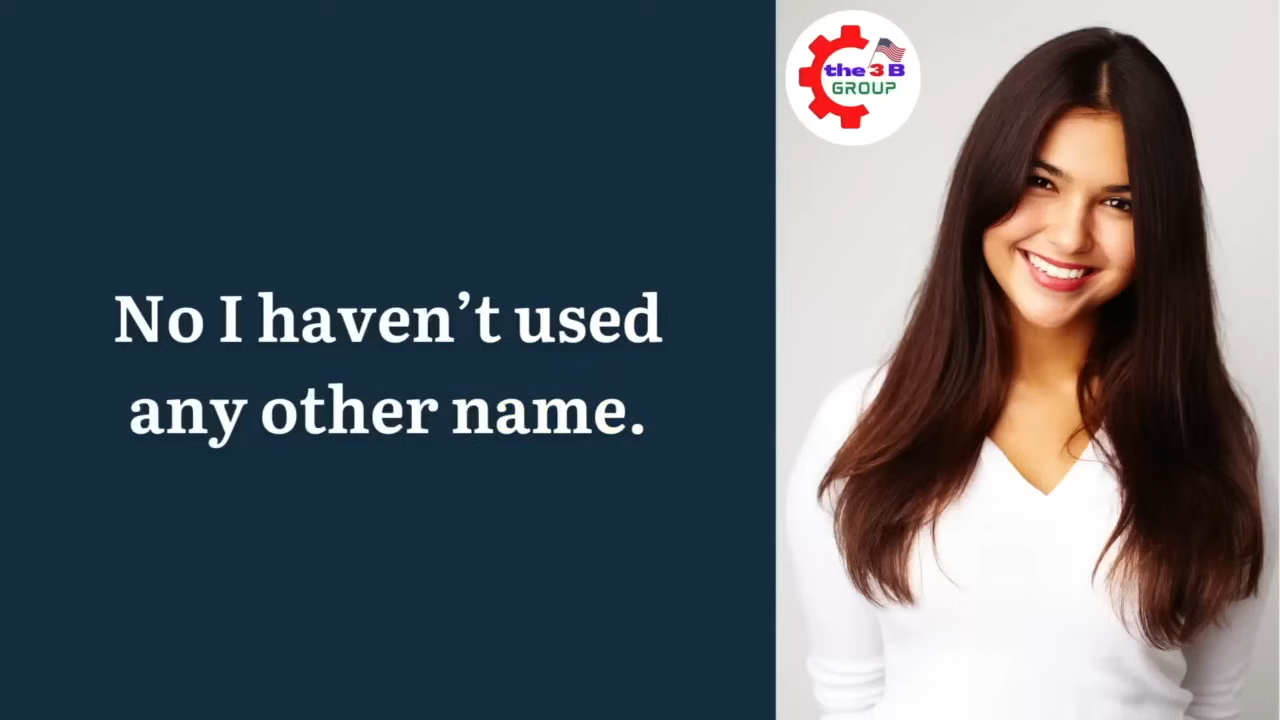 No I haven’t used
any other name.
the 3 B
GROUP